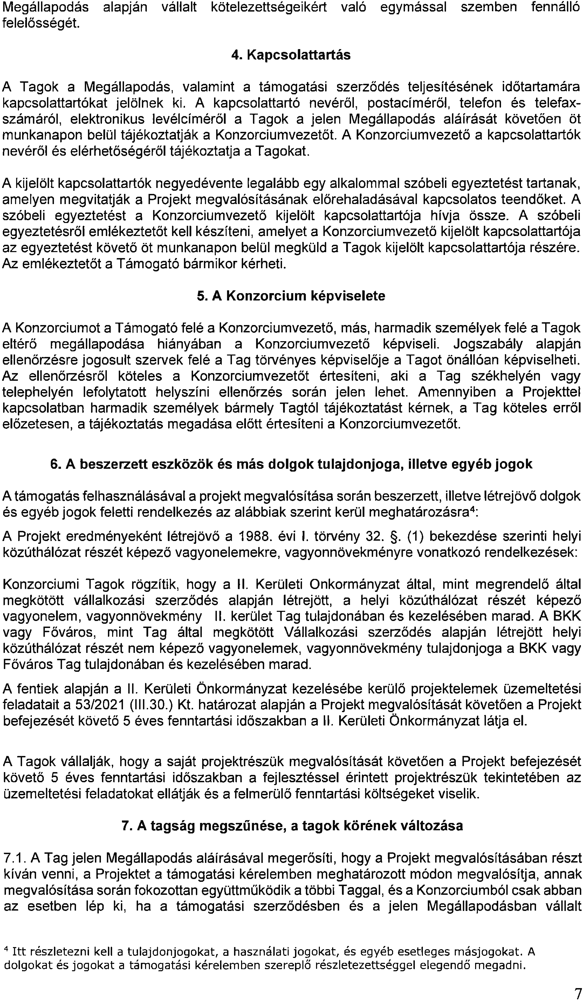 Megállapodás alapján vállalt kötelezettségeikért való egymással szemben fennálló
felelősségét.
4. Kapcsolattartás
A Tagok a Megállapodás, valamint a támogatási szerződés teljesítésének időtartamára
kapcsolattartókat jelölnek ki. A kapcsolattartó nevéről, postacíméről, telefon és telefax-
számáról, elektronikus levélcíméről a Tagok a jelen Megállapodás aláírását követően öt
munkanapon belül tájékoztatják a Konzorciumvezetőt. A Konzorciumvezető a kapcsolattartók
nevéről és elérhetőségéről tájékoztatja a Tagokat.
A kijelölt kapcsolattartók negyedévente legalább egy alkalommal szóbeli egyeztetést tartanak,
amelyen megvitatják a Projekt megvalósításának előrehaladásával kapcsolatos teendőket. A
szóbeli egyeztetést a Konzorciumvezető kijelölt kapcsolattartója hívja össze. A szóbeli
egyeztetésről emlékeztetőt kell készíteni, amelyet a Konzorciumvezető kijelölt kapcsolattartója
az egyeztetést követő öt munkanapon belül megküld a Tagok kijelölt kapcsolattartója részére.
Az emlékeztetőt a Támogató bármikor kérheti.
5. A Konzorcium képviselete
A Konzorciumot a Támogató felé a Konzorciumvezető, más, harmadik személyek felé a Tagok
eltérő megállapodása hiányában a Konzorciumvezető képviseli. Jogszabály alapján
ellenőrzésre jogosult szervek felé a Tag törvényes képviselője a Tagot önállóan képviselheti.
Az ellenőrzésről köteles a Konzorciumvezetőt értesíteni, aki a Tag székhelyén vagy
telephelyén lefolytatott helyszíni ellenőrzés során jelen lehet. Amennyiben a Projekttel
kapcsolatban harmadik személyek bármely Tagtól tájékoztatást kérnek, a Tag köteles erről
előzetesen, a tájékoztatás megadása előtt értesíteni a Konzorciumvezetőt.
6. A beszerzett eszközök és más dolgok tulajdonjoga, illetve egyéb jogok
A támogatás felhasználásával a projekt megvalósítása során beszerzett, illetve létrejövő dolgok
és egyéb jogok feletti rendelkezés az alábbiak szerint kerül meghatározásra⁴:
A Projekt eredményeként létrejövő a 1988. évi I. törvény 32. §. (1) bekezdése szerinti helyi
közúthálózat részét képező vagyonelemekre, vagyonnövekményre vonatkozó rendelkezések:
Konzorciumi Tagok rögzítik, hogy a II. Kerületi Onkormányzat által, mint megrendelő által
megkötött vállalkozási szerződés alapján létrejött, a helyi közúthálózat részét képező
vagyonelem, vagyonnövekmény II. kerület Tag tulajdonában és kezelésében marad. A BKK
vagy Főváros, mint Tag által megkötött Vállalkozási szerződés alapján létrejött helyi
közúthálózat részét nem képező vagyonelemek, vagyonnövekmény tulajdonjoga a BKK vagy
Főváros Tag tulajdonában és kezelésében marad.
A fentiek alapján a II. Kerületi Önkormányzat kezelésébe kerülő projektelemek üzemeltetési
feladatait a 53/2021 (III.30.) Kt. határozat alapján a Projekt megvalósítását követően a Projekt
befejezését követő 5 éves fenntartási időszakban a II. Kerületi Önkormányzat látja el.
A Tagok vállalják, hogy a saját projektrészük megvalósítását követően a Projekt befejezését
követő 5 éves fenntartási időszakban a fejlesztéssel érintett projektrészük tekintetében az
üzemeltetési feladatokat ellátják és a felmerülő fenntartási költségeket viselik.
7. A tagság megszűnése, a tagok körének változása
7.1. A Tag jelen Megállapodás aláírásával megerősíti, hogy a Projekt megvalósításában részt
kíván venni, a Projektet a támogatási kérelemben meghatározott módon megvalósítja, annak
megvalósítása során fokozottan együttműködik a többi Taggal, és a Konzorciumból csak abban
az esetben lép ki, ha a támogatási szerződésben és a jelen Megállapodásban vállalt
⁴ Itt részletezni kell a tulajdonjogokat, a használati jogokat, és egyéb esetleges másjogokat. A
dolgokat és jogokat a támogatási kérelemben szereplő részletezettséggel elegendő megadni.
7